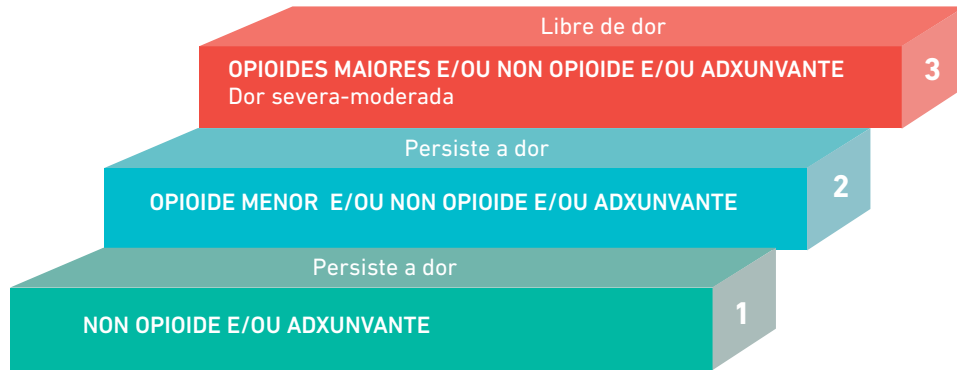 Libre de dor
OPIOIDES MAIORES E/OU NON OPIOIDE E/OU ADXUNVANTE
Dor severa-moderada
3
Persiste a dor
OPIOIDE MENOR E/OU NON OPIOIDE E/OU ADXUNVANTE
2
Persiste a dor
NON OPIOIDE E/OU ADXUNVANTE
1